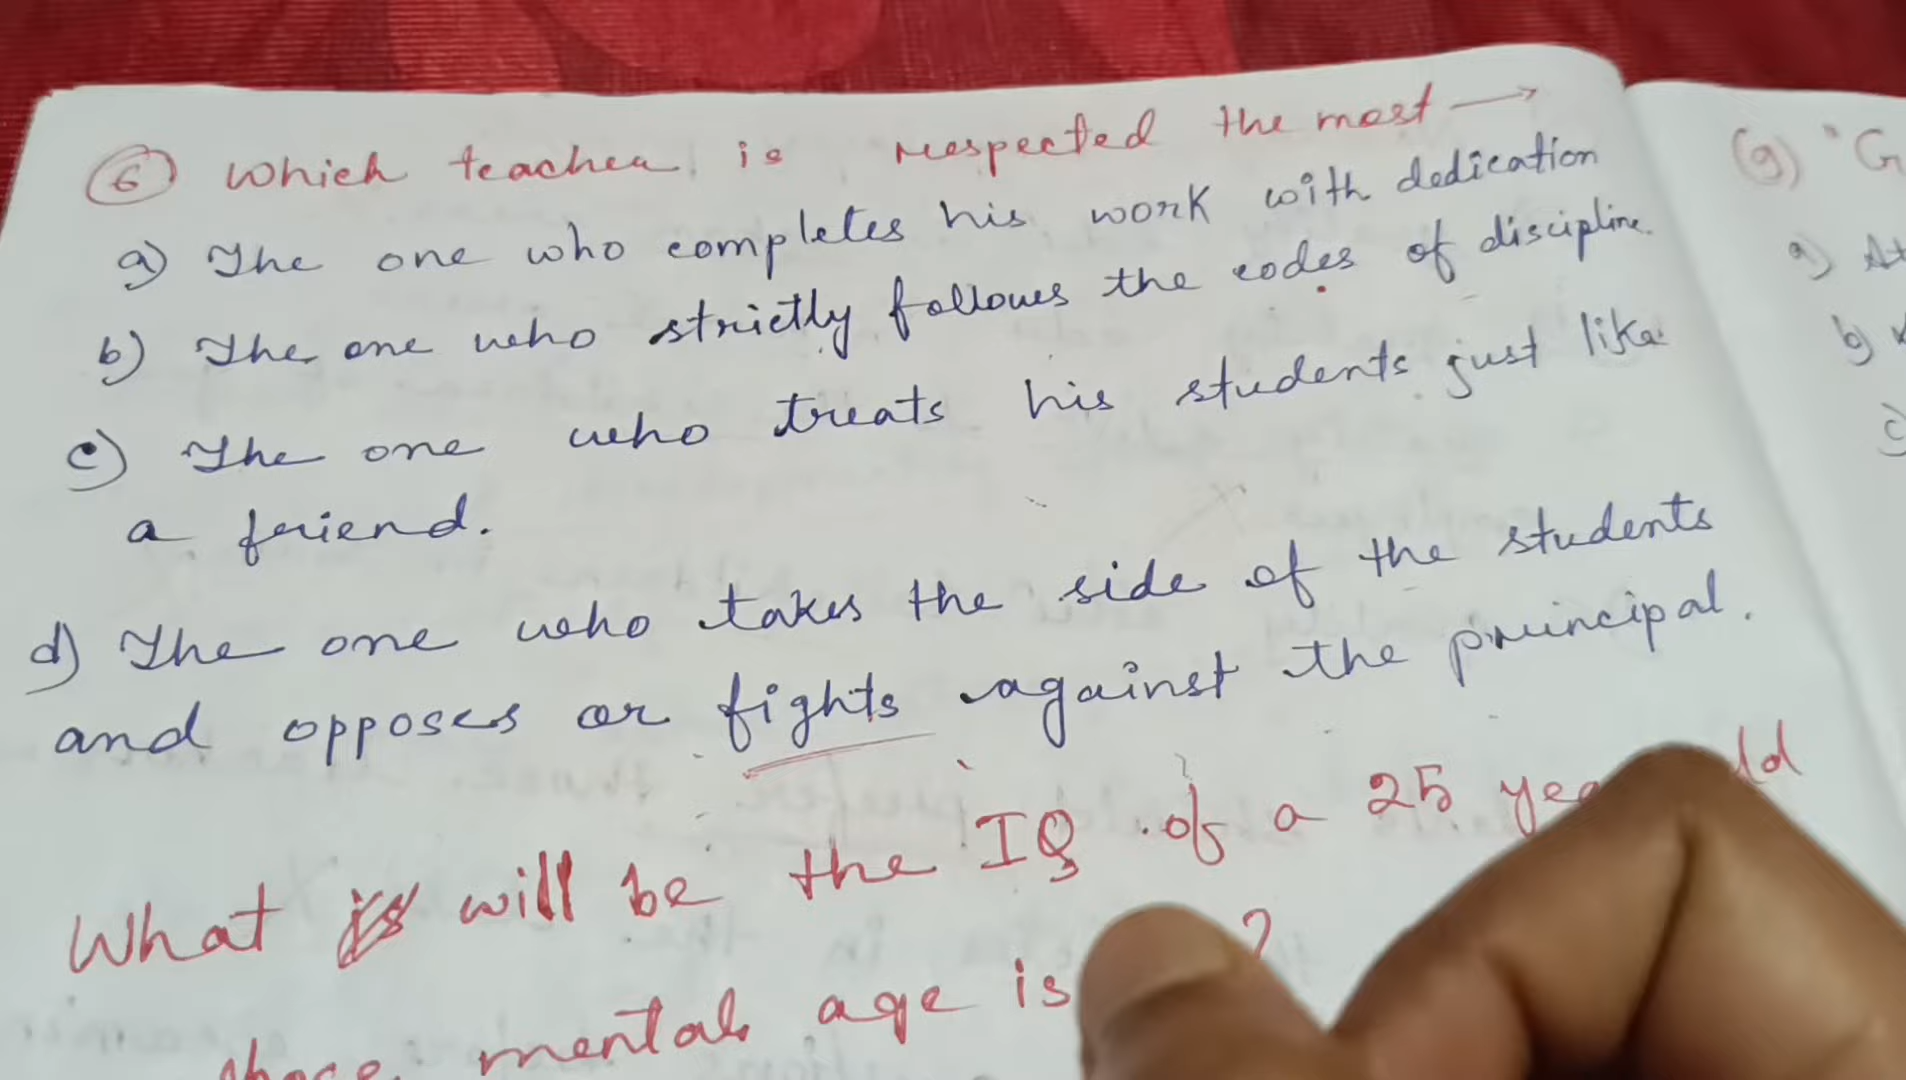 6 Which teacher is respected the most →
a) The one who completes his work with dedication
b) The one who strictly follows the codes of discipline.
c) The one who treats his students just like
a friend.
d) The one who takes the side of the students
and opposes or fights against the principal.
What will be the IQ of a 25
mental age is ?
(9) "G
a) At
b)
c)